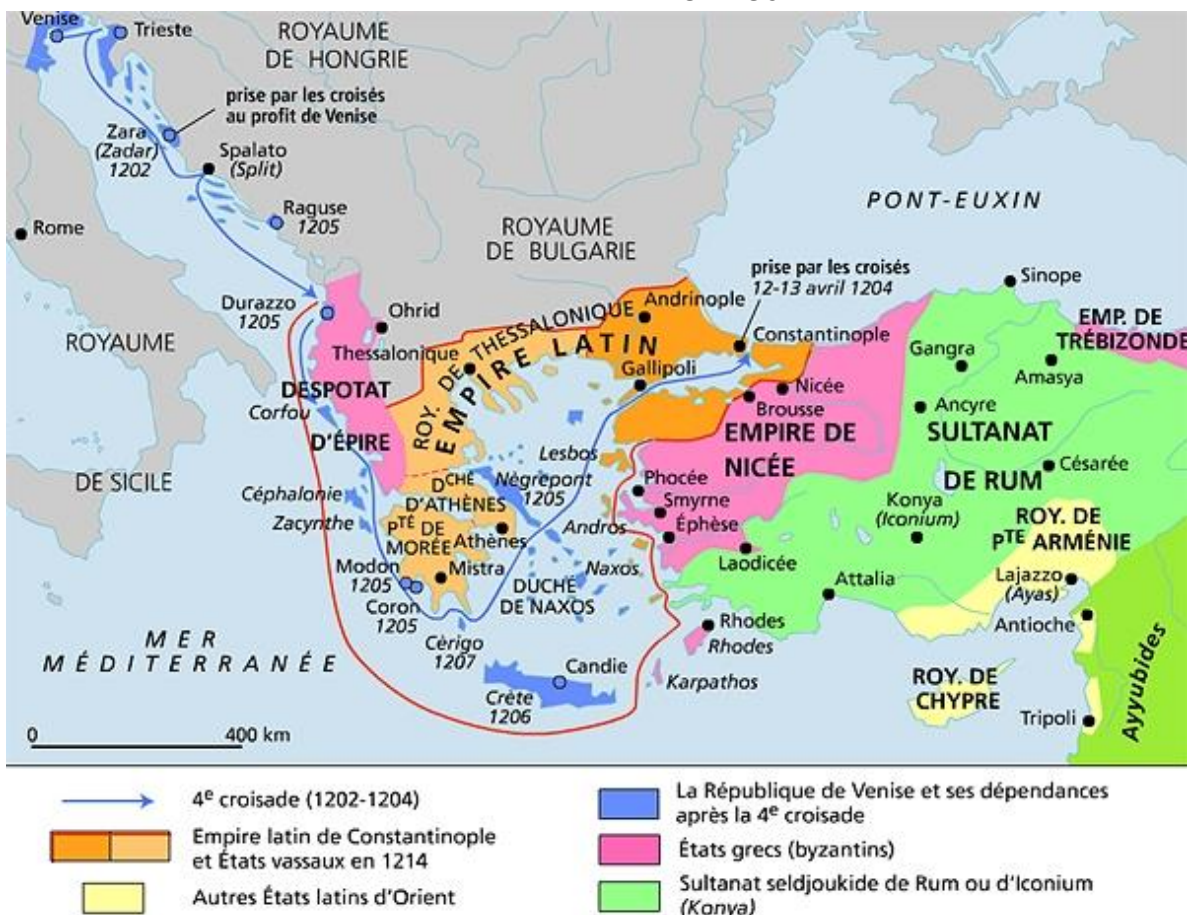 Venise
Trieste
ROYAUME
DE HONGRIE
prise par les croisés
au profit de Venise
Zara
(Zadar)
1202
Spalato
(Split)
Raguse
1205
Rome
ROYAUME
DE BULGARIE
PONT-EUXIN
prise par les croisés
12-13 avril 1204
Sinope
Durazzo
1205
Ohrid
Andrinople
Constantinople
EMP. DE
TRÉBIZONDE
Gangra
Amasya
ROYAUME
DE SICILE
Thessalonique
ROY. DE THESSALONIQUE
EMPIRE LATIN
Gallipoli
Nicée
Brousse
Ancyre
DESPOTAT
D'ÉPIRE
Corfou
EMPIRE DE
NICÉE
SULTANAT
DE RUM
Césarée
Lesbos
Phocée
Smyrne
Éphèse
Konya
(Iconium)
Céphalonie
Zacynthe
DCHÉ
D'ATHÈNES
Nègrepont
1205
Andros
PTÉ DE
MORÉE
Athènes
Laodicée
ROY. DE
PTE ARMÉNIE
Modon
1205
Mistra
Naxos
DUCHÉ
DE NAXOS
Attalia
Lajazzo
(Ayas)
Coron
1205
Antioche
MER
MÉDITERRANÉE
Cèrigo
1207
Rhodes
Rhodes
Candie
Crète
1206
Karpathos
ROY. DE
CHYPRE
Tripoli
Ayyubides
0 400 km
4e croisade (1202-1204)
Empire latin de Constantinople
et États vassaux en 1214
Autres États latins d'Orient
La République de Venise et ses dépendances
après la 4e croisade
États grecs (byzantins)
Sultanat seldjoukide de Rum ou d'Iconium
(Konya)